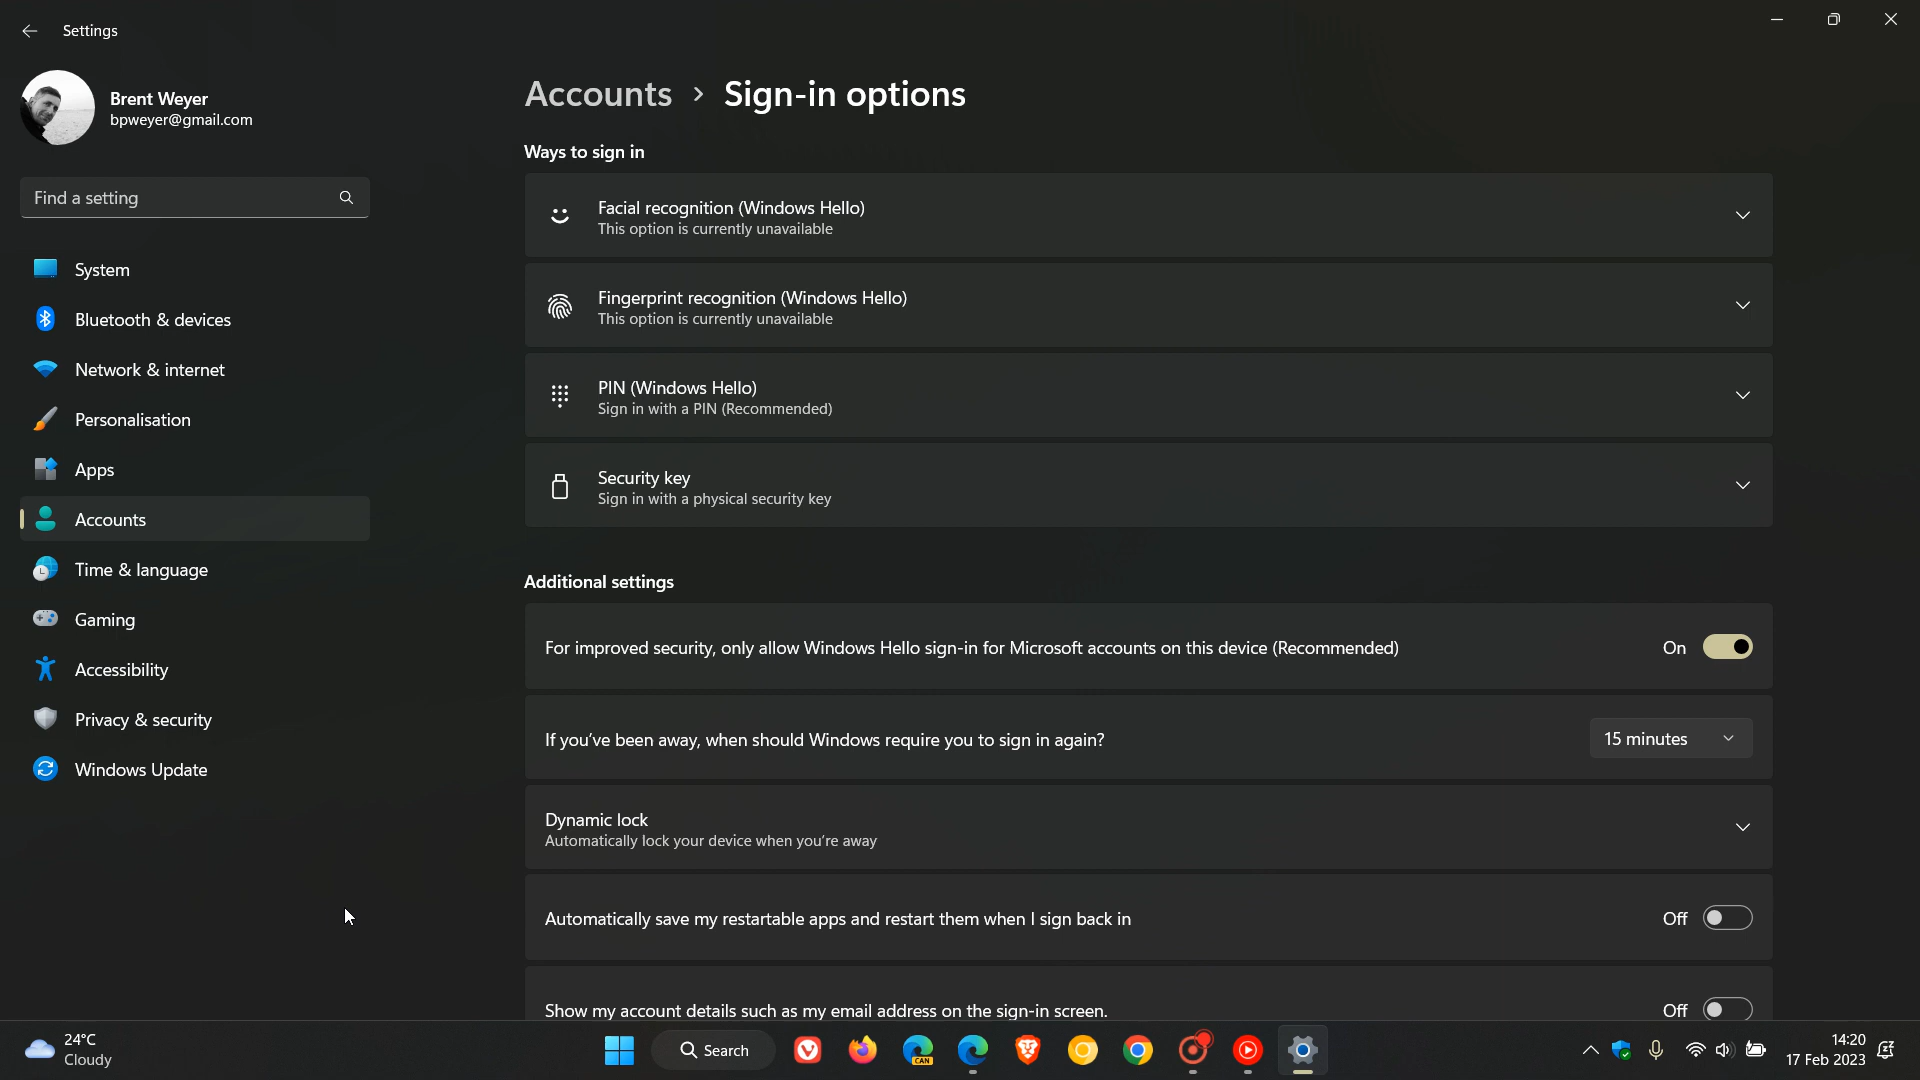 Settings
Brent Weyer
bpweyer@gmail.com
Find a setting
System
Bluetooth & devices
Network & internet
Personalisation
Apps
Accounts
Time & language
Gaming
Accessibility
Privacy & security
Windows Update
Accounts > Sign-in options
Ways to sign in
Facial recognition (Windows Hello)
This option is currently unavailable
Fingerprint recognition (Windows Hello)
This option is currently unavailable
PIN (Windows Hello)
Sign in with a PIN (Recommended)
Security key
Sign in with a physical security key
Additional settings
For improved security, only allow Windows Hello sign-in for Microsoft accounts on this device (Recommended) On
If you've been away, when should Windows require you to sign in again? 15 minutes
Dynamic lock
Automatically lock your device when you're away
Automatically save my restartable apps and restart them when I sign back in Off
Show my account details such as my email address on the sign-in screen. Off
24°C
Cloudy
Search
CAN
14:20
17 Feb 2023